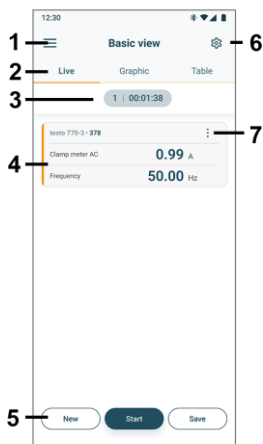 12:30
1 Basic view 6
2 Live Graphic Table
3 1 | 00:01:38
testo 770-3 • 378 7
4 Clamp meter AC 0.99 A
Frequency 50.00 Hz
5 New Start Save